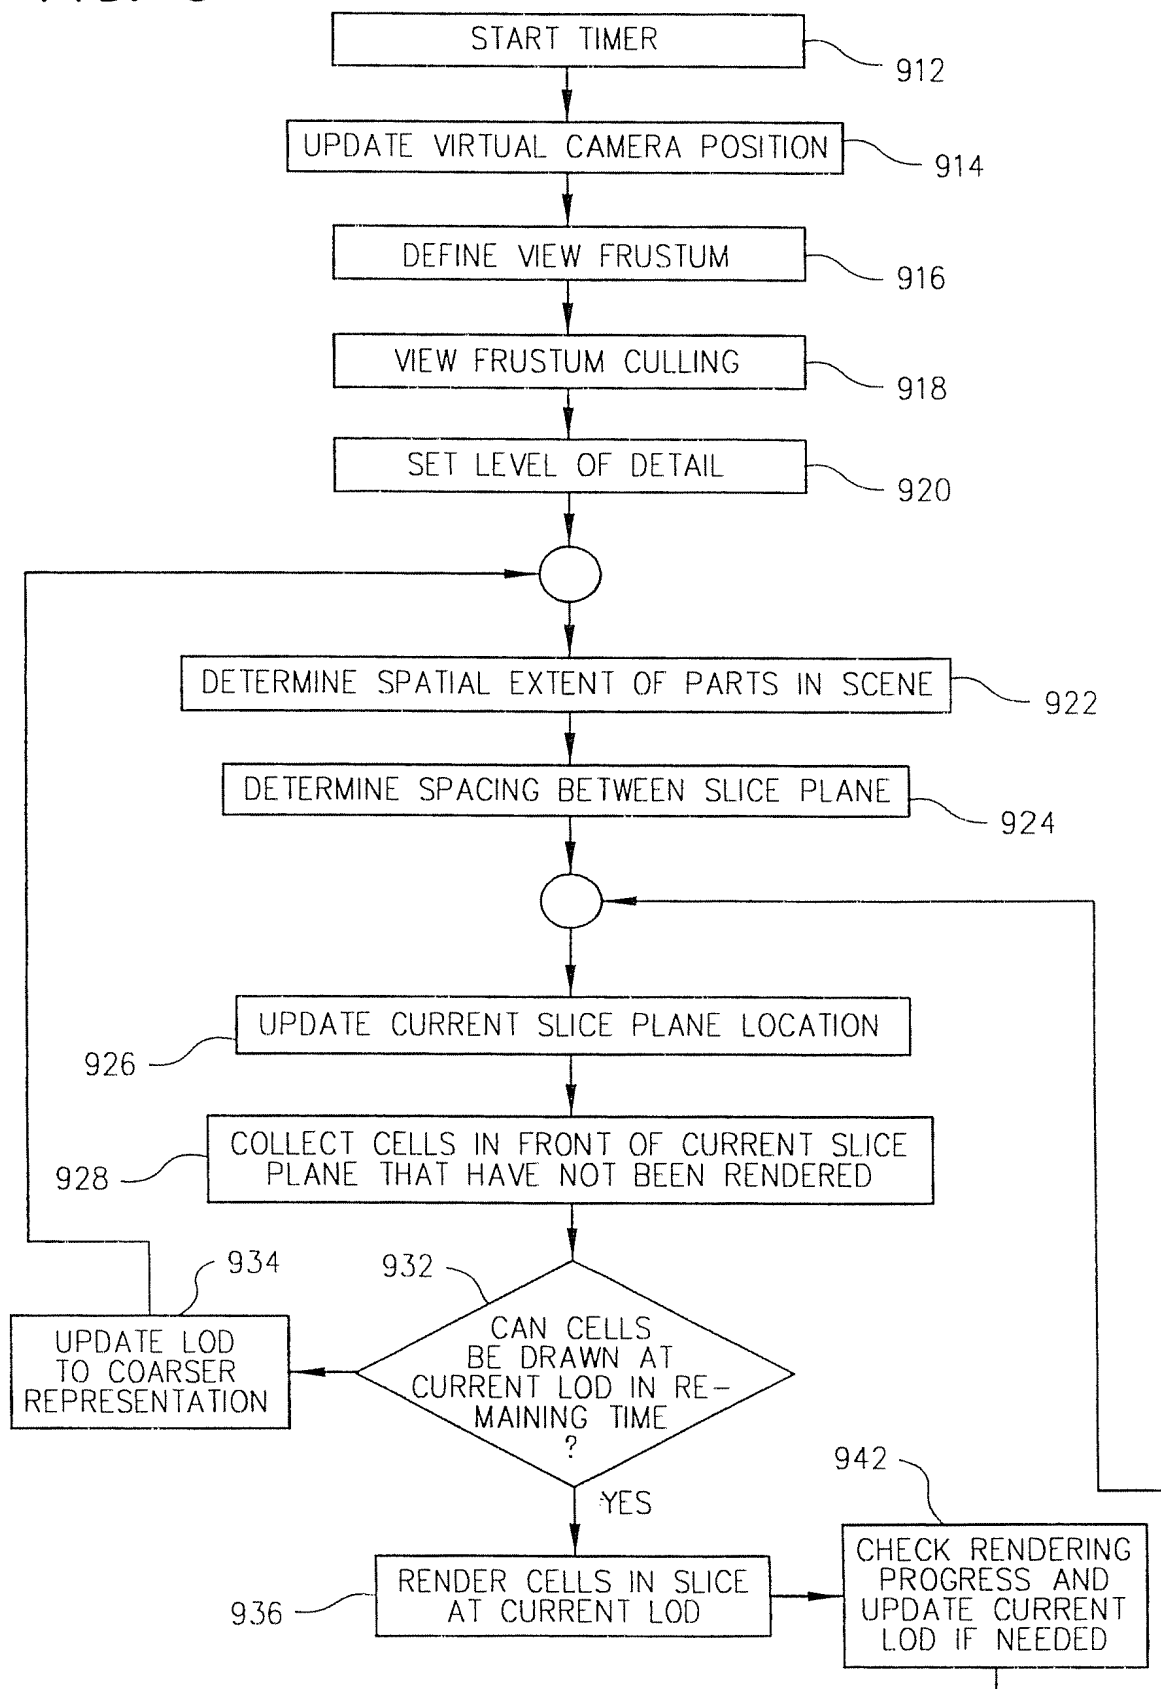 START TIMER
912
UPDATE VIRTUAL CAMERA POSITION
914
DEFINE VIEW FRUSTUM
916
VIEW FRUSTUM CULLING
918
SET LEVEL OF DETAIL
920
DETERMINE SPATIAL EXTENT OF PARTS IN SCENE
922
DETERMINE SPACING BETWEEN SLICE PLANE
924
UPDATE CURRENT SLICE PLANE LOCATION
926
COLLECT CELLS IN FRONT OF CURRENT SLICE
PLANE THAT HAVE NOT BEEN RENDERED
928
934
UPDATE LOD
TO COARSER
REPRESENTATION
932
CAN CELLS
BE DRAWN AT
CURRENT LOD IN RE-
MAINING TIME
?
YES
RENDER CELLS IN SLICE
AT CURRENT LOD
936
942
CHECK RENDERING
PROGRESS AND
UPDATE CURRENT
LOD IF NEEDED